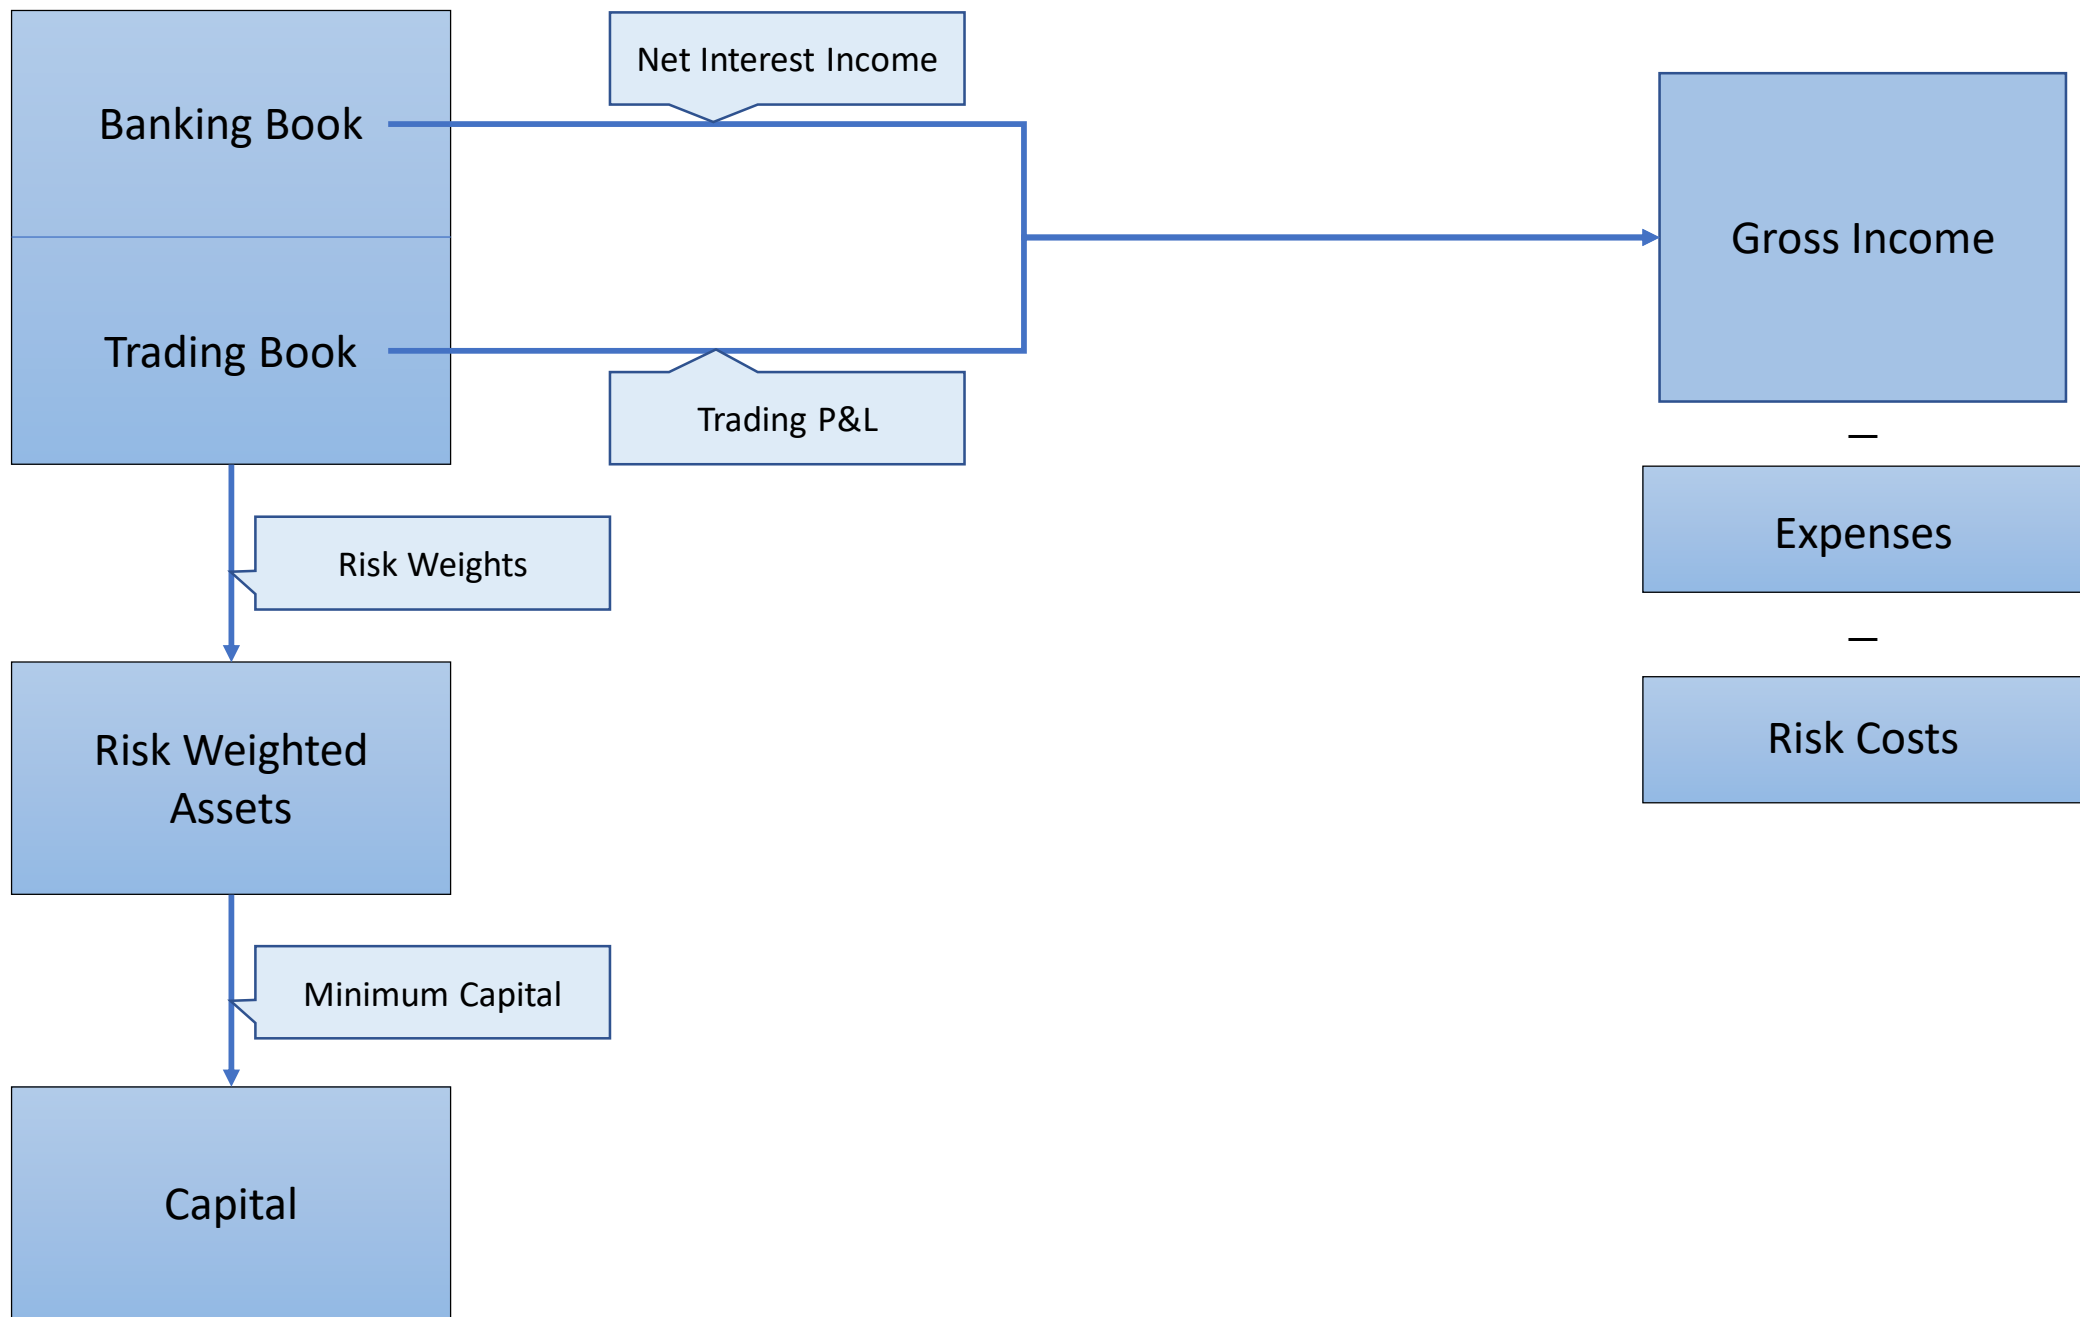 Net Interest Income
Banking Book
Gross Income
Trading Book
Trading P&L
–
Expenses
Risk Weights
–
Risk Weighted
Assets
Risk Costs
Minimum Capital
Capital